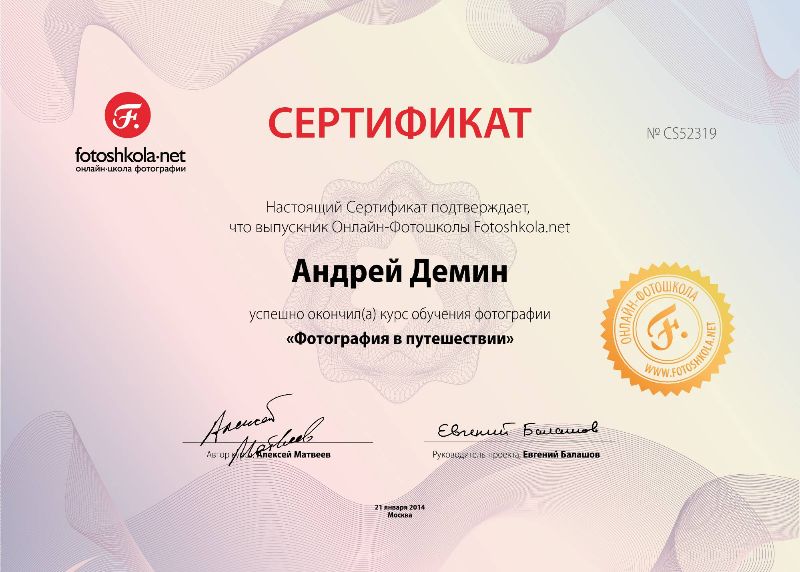 СЕРТИФИКАТ
№ CS52319
F.
fotoshkola.net
онлайн-школа фотографии
Настоящий Сертификат подтверждает,
что выпускник Онлайн-Фотошколы Fotoshkola.net
Андрей Демин
успешно окончил(а) курс обучения фотографии
«Фотография в путешествии»
ОНЛАЙН-ФОТОШКОЛА
F.
WWW.FOTOSHKOLA.NET
Алексей
Матвеев
Евгений Балашов
Автор курса, Алексей Матвеев
Руководитель проекта, Евгений Балашов
21 января 2014
Москва